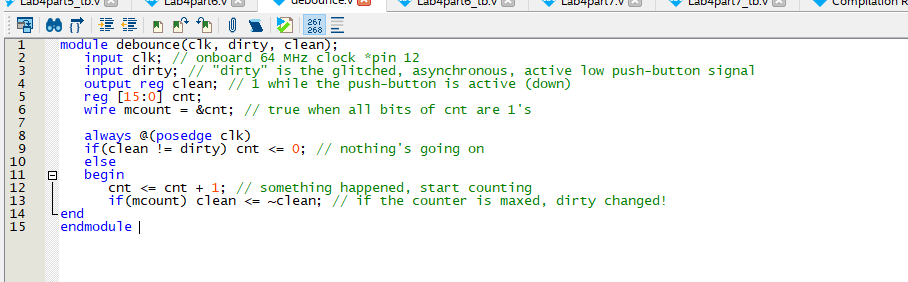 Lab4part5_tb.v Lab4part6.v debounce.v Lab4part6_tb.v Lab4part7.v Lab4part7_tb.v Compilation R
267
268
1 module debounce(clk, dirty, clean);
2 input clk; // onboard 64 MHz clock *pin 12
3 input dirty; // "dirty" is the glitched, asynchronous, active low push-button signal
4 output reg clean; // 1 while the push-button is active (down)
5 reg [15:0] cnt;
6 wire mcount = &cnt; // true when all bits of cnt are 1's
7
8 always @(posedge clk)
9 if(clean != dirty) cnt <= 0; // nothing's going on
10 else
11 begin
12 cnt <= cnt + 1; // something happened, start counting
13 if(mcount) clean <= ~clean; // if the counter is maxed, dirty changed!
14 end
15 endmodule